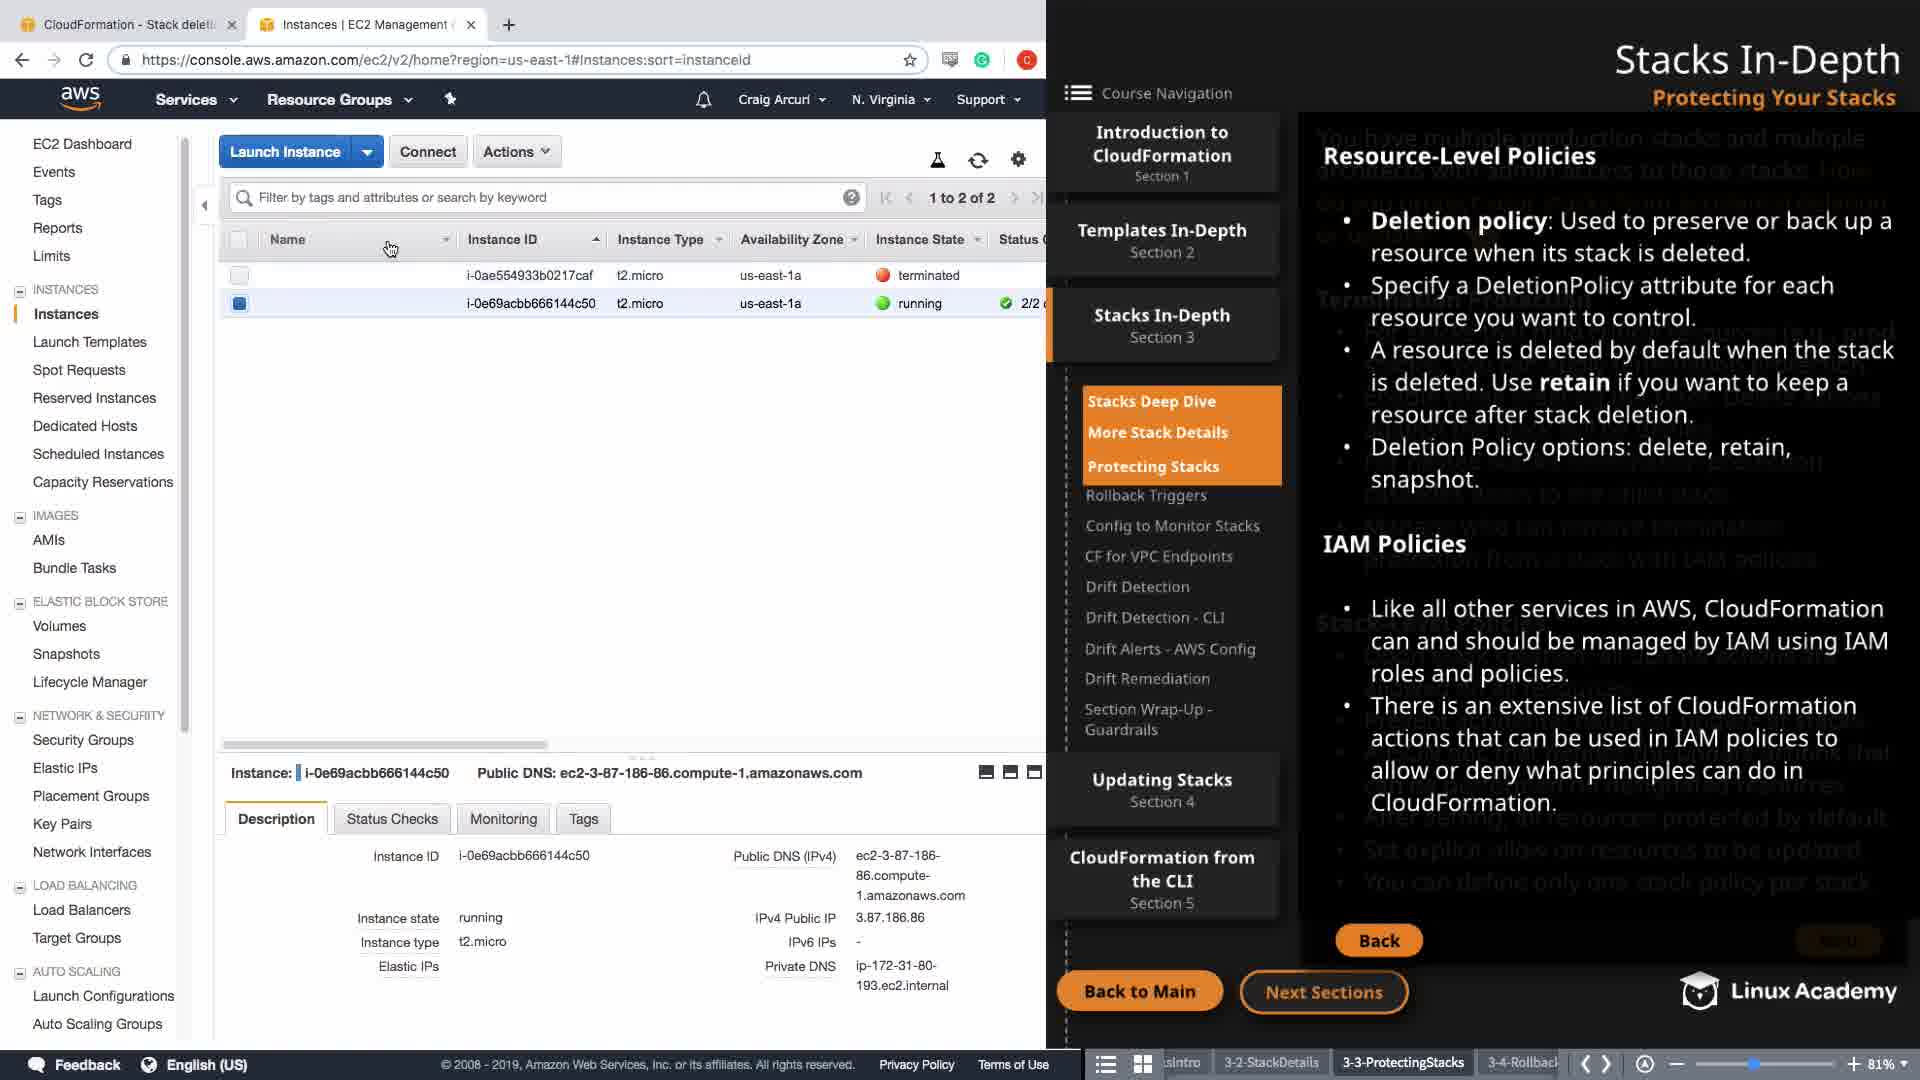 CloudFormation - Stack deleti
Instances | EC2 Management
https://console.aws.amazon.com/ec2/v2/home?region=us-east-1#Instances:sort=instanceId
aws
Services
Resource Groups
Craig Arcuri
N. Virginia
Support
EC2 Dashboard
Events
Tags
Reports
Limits
INSTANCES
Instances
Launch Templates
Spot Requests
Reserved Instances
Dedicated Hosts
Scheduled Instances
Capacity Reservations
IMAGES
AMIs
Bundle Tasks
ELASTIC BLOCK STORE
Volumes
Snapshots
Lifecycle Manager
NETWORK & SECURITY
Security Groups
Elastic IPs
Placement Groups
Key Pairs
Network Interfaces
LOAD BALANCING
Load Balancers
Target Groups
AUTO SCALING
Launch Configurations
Auto Scaling Groups
Launch Instance
Connect
Actions
Filter by tags and attributes or search by keyword
1 to 2 of 2
Name Instance ID Instance Type Availability Zone Instance State Status C
i-0ae554933b0217caf t2.micro us-east-1a terminated
i-0e69acbb666144c50 t2.micro us-east-1a running 2/2 c
Instance: i-0e69acbb666144c50 Public DNS: ec2-3-87-186-86.compute-1.amazonaws.com
Description Status Checks Monitoring Tags
Instance ID i-0e69acbb666144c50
Public DNS (IPv4) ec2-3-87-186-
86.compute-
1.amazonaws.com
Instance state running
IPv4 Public IP 3.87.186.86
Instance type t2.micro
IPv6 IPs -
Elastic IPs
Private DNS ip-172-31-80-
193.ec2.internal
Feedback
English (US)
© 2008 - 2019, Amazon Web Services, Inc. or its affiliates. All rights reserved.
Privacy Policy
Terms of Use
Stacks In-Depth
Protecting Your Stacks
Course Navigation
Introduction to
CloudFormation
Section 1
Templates In-Depth
Section 2
Stacks In-Depth
Section 3
Stacks Deep Dive
More Stack Details
Protecting Stacks
Rollback Triggers
Config to Monitor Stacks
CF for VPC Endpoints
Drift Detection
Drift Detection - CLI
Drift Alerts - AWS Config
Drift Remediation
Section Wrap-Up -
Guardrails
Updating Stacks
Section 4
CloudFormation from
the CLI
Section 5
Back to Main
Next Sections
Resource-Level Policies
• Deletion policy: Used to preserve or back up a
resource when its stack is deleted.
• Specify a DeletionPolicy attribute for each
resource you want to control.
• A resource is deleted by default when the stack
is deleted. Use retain if you want to keep a
resource after stack deletion.
• Deletion Policy options: delete, retain,
snapshot.
IAM Policies
• Like all other services in AWS, CloudFormation
can and should be managed by IAM using IAM
roles and policies.
• There is an extensive list of CloudFormation
actions that can be used in IAM policies to
allow or deny what principles can do in
CloudFormation.
Back
Linux Academy
sIntro
3-2-StackDetails
3-3-ProtectingStacks
3-4-Rollback
81%